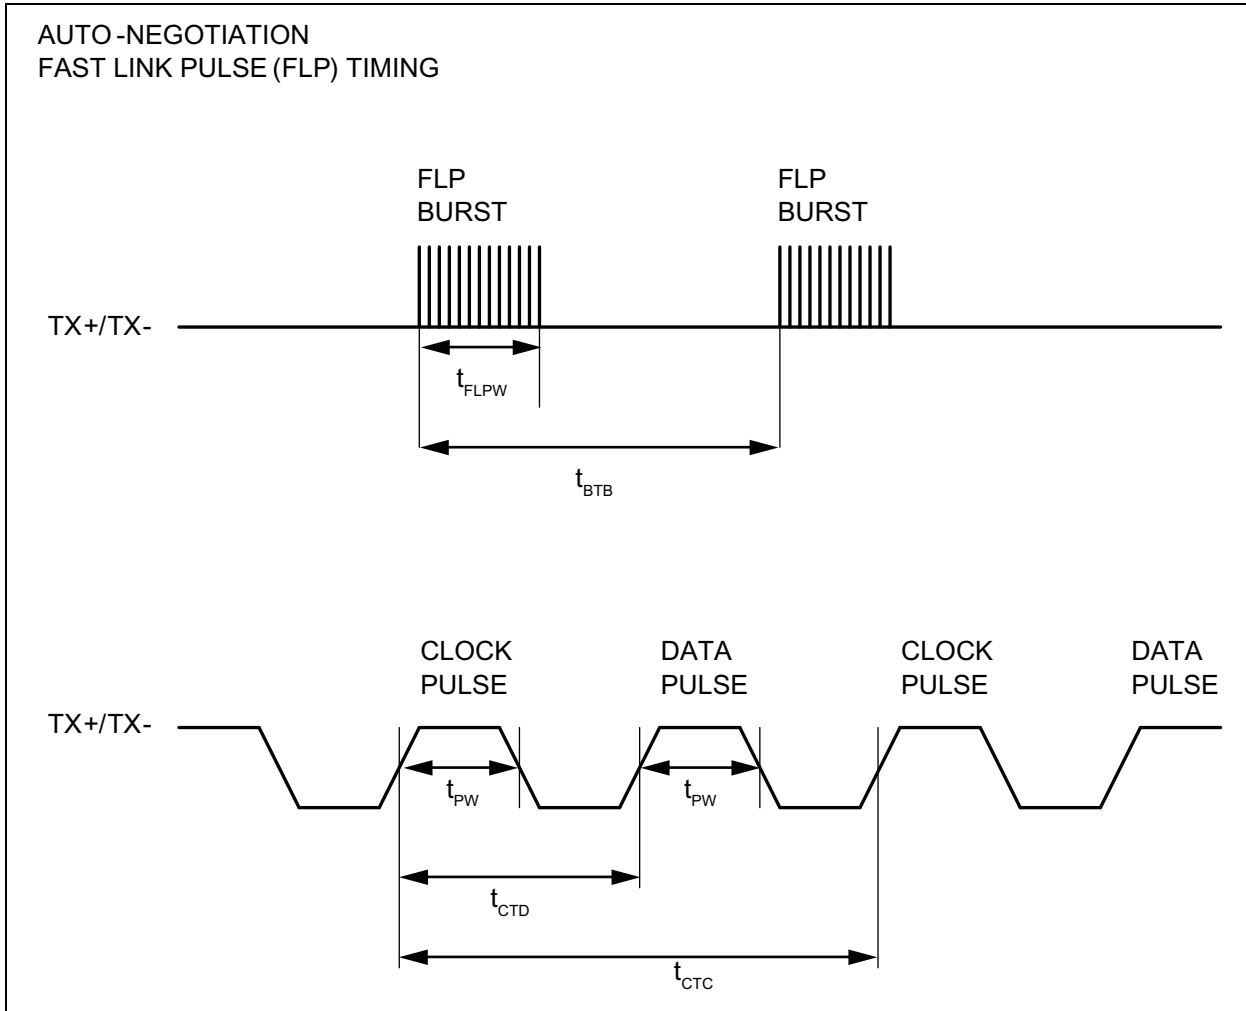 AUTO-NEGOTIATION
FAST LINK PULSE (FLP) TIMING
FLP BURST
FLP BURST
TX+/TX-
tFLPW
tBTB
CLOCK PULSE
DATA PULSE
CLOCK PULSE
DATA PULSE
TX+/TX-
tPW
tPW
tCTD
tCTC